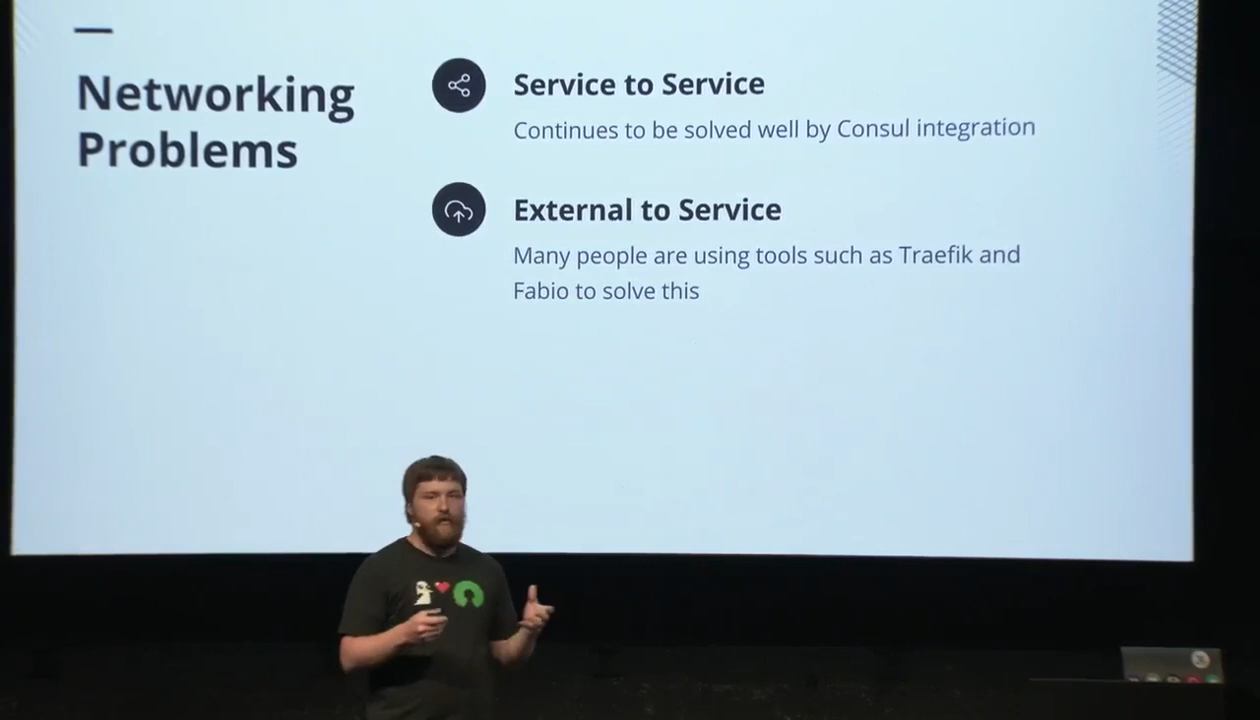 Networking
Problems
Service to Service
Continues to be solved well by Consul integration
External to Service
Many people are using tools such as Traefik and
Fabio to solve this